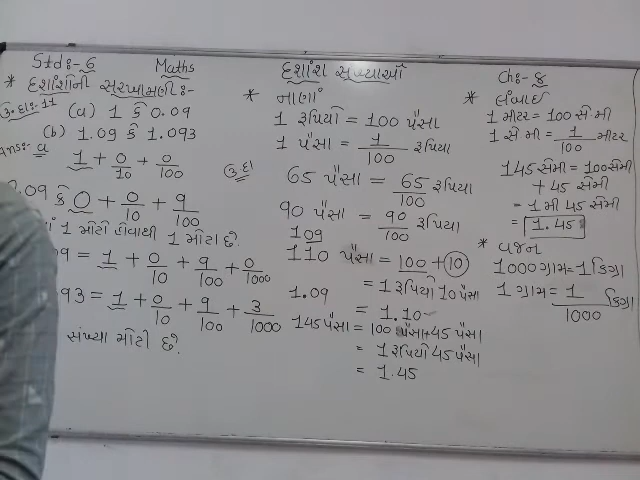 Std:- 6 Maths
* દશાંશોની સરખામણી:-
ઉ.દા:- 11
(a) 1 કે 0.09
(b) 1.09 કે 1.093
Ans:- a
1 + 0/10 + 0/100
0.09 કે 0 + 0/10 + 9/100
1 મોટો હોવાથી 1 મોટા છે.
09 = 1 + 0/10 + 9/100 + 0/1000
93 = 1 + 0/10 + 9/100 + 3/1000
સંખ્યા મોટી છે.
દશાંશ સંખ્યાઓ
* નાણાં
1 રૂપિયો = 100 પૈસા
1 પૈસા = 1/100 રૂપિયા
ઉ.દા
65 પૈસા = 65/100 રૂપિયા
90 પૈસા = 90/100 રૂપિયા
109
110 પૈસા = 100 + 10
= 1 રૂપિયો 10 પૈસા
1.09 = 1.10
145 પૈસા = 100 પૈસા + 45 પૈસા
= 1 રૂપિયો 45 પૈસા
= 1.45
Ch:- 8
* લંબાઈ
1 મીટર = 100 સે.મી
1 સે મી = 1/100 મીટર
145 સેમી = 100 સેમી
+ 45 સેમી
= 1 મી 45 સેમી
= 1.45
* વજન
1000 ગ્રામ = 1 કિગ્રા
1 ગ્રામ = 1/1000 કિગ્રા